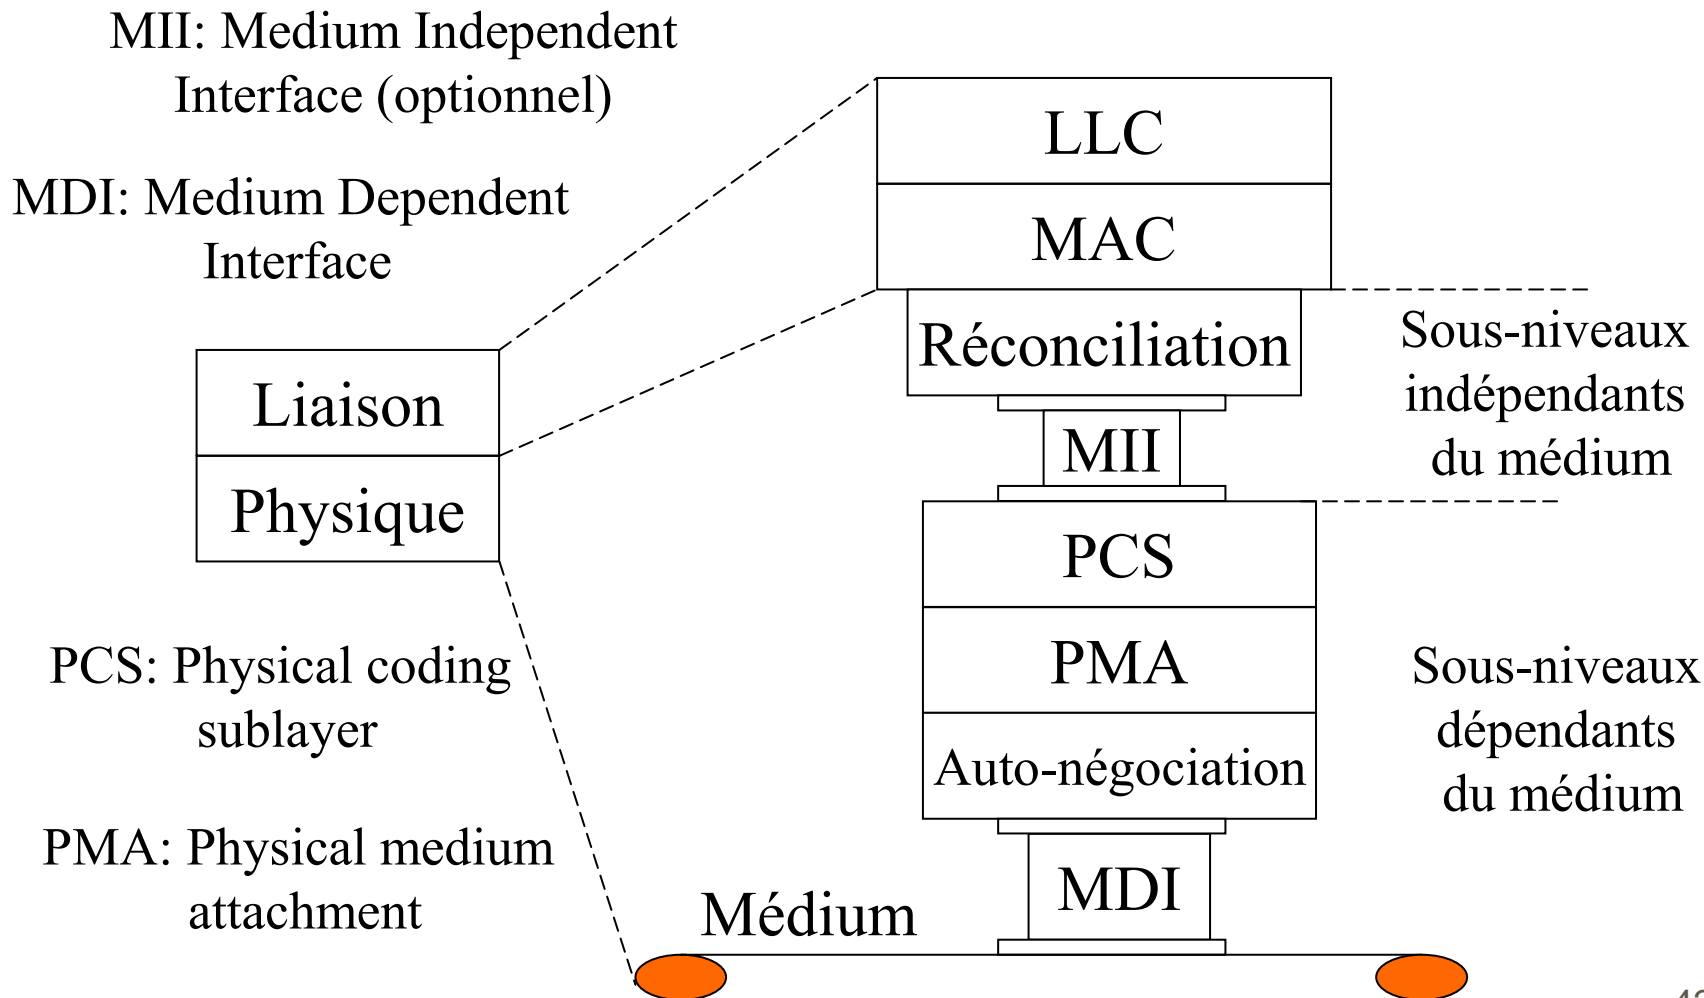 MII: Medium Independent
Interface (optionnel)
MDI: Medium Dependent
Interface
Liaison
Physique
PCS: Physical coding
sublayer
PMA: Physical medium
attachment
LLC
MAC
Réconciliation
MII
PCS
PMA
Auto-négociation
MDI
Médium
Sous-niveaux
indépendants
du médium
Sous-niveaux
dépendants
du médium